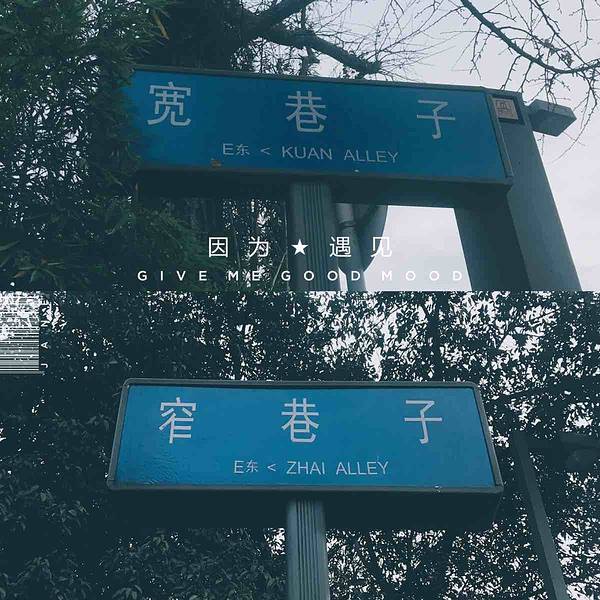 宽 巷 子
E东 < KUAN ALLEY
因为★遇见
GIVE ME GOOD MOOD
窄 巷 子
E东 < ZHAI ALLEY